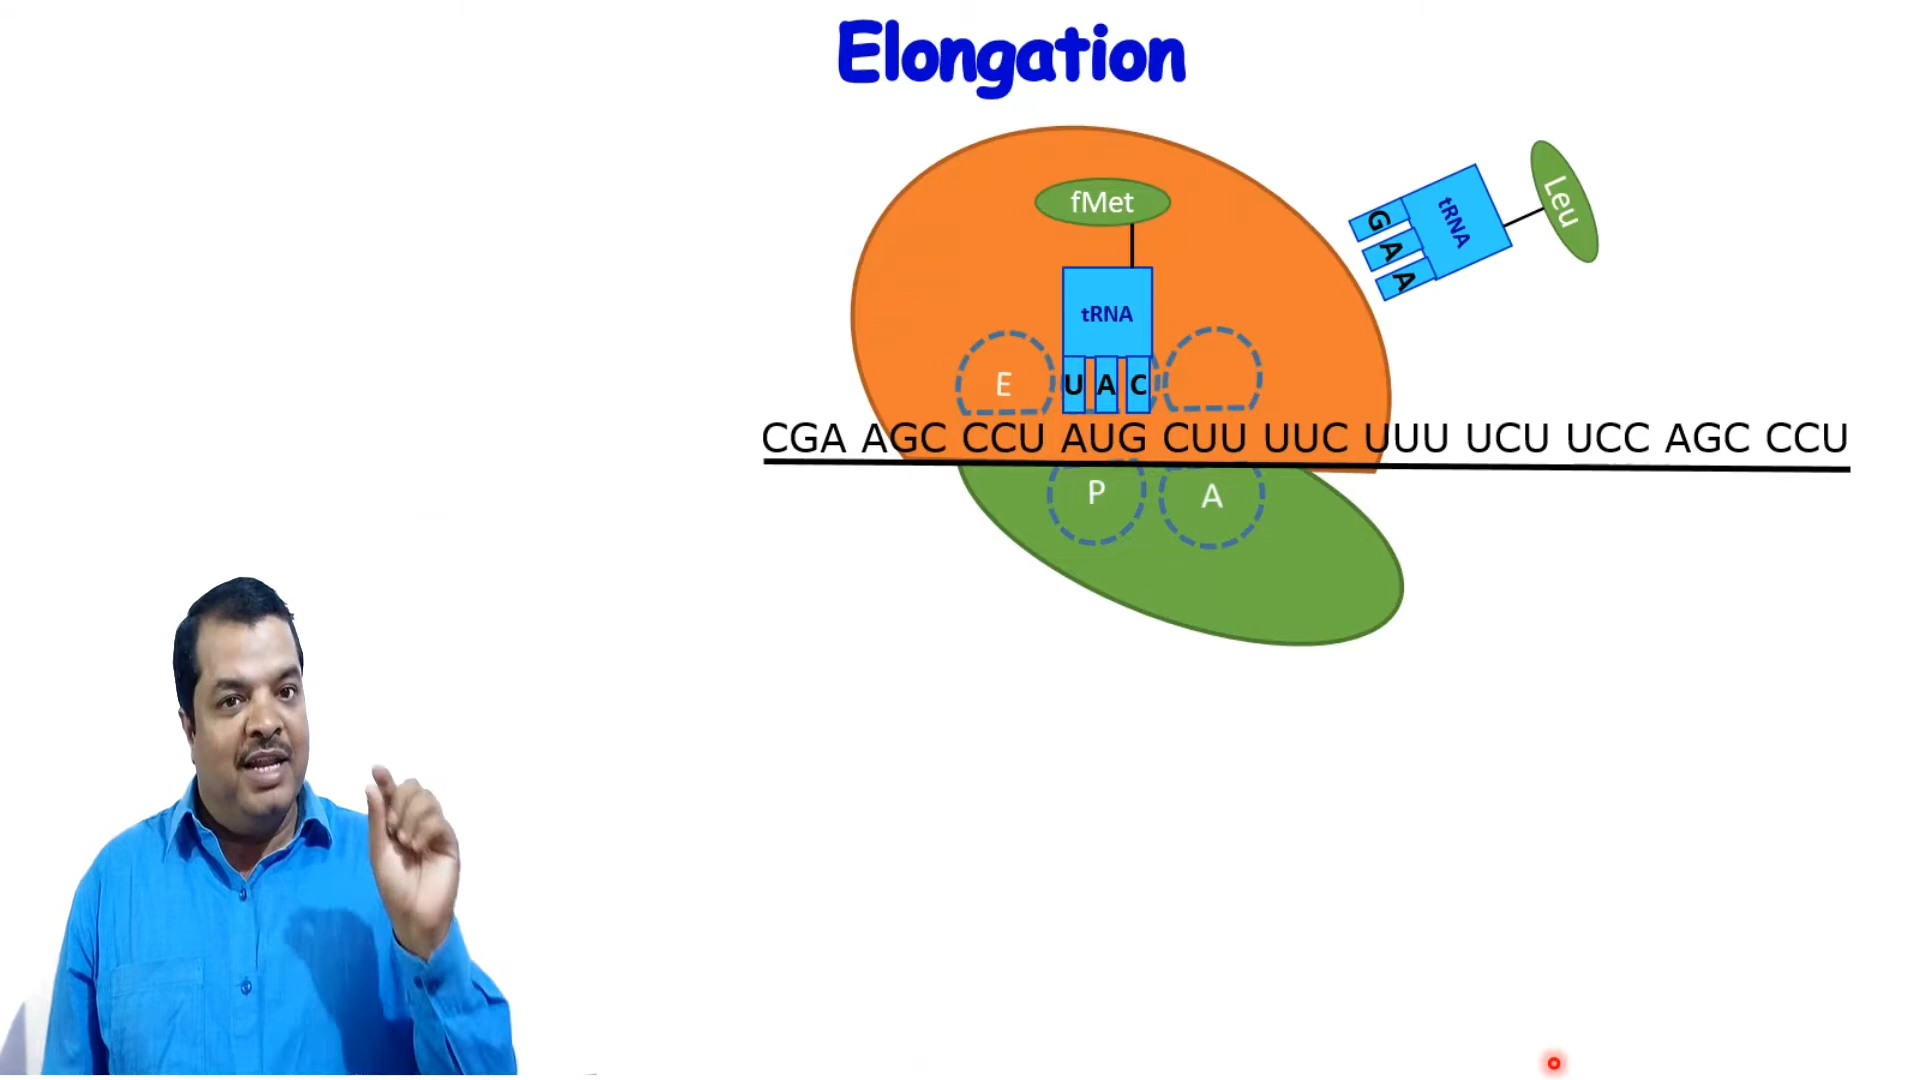 Elongation
fMet
tRNA
Leu
G A A
tRNA
E
U A C
CGA AGC CCU AUG CUU UUC UUU UCU UCC AGC CCU
P A